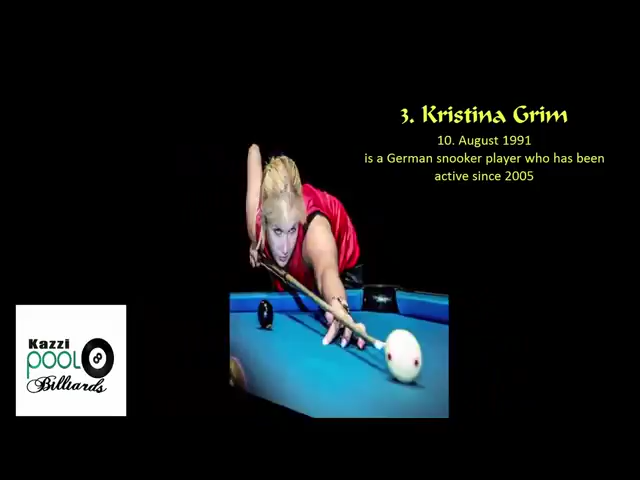 3. Kristina Grim
10. August 1991
is a German snooker player who has been
active since 2005
Kazzi
POOL 8
Billiards